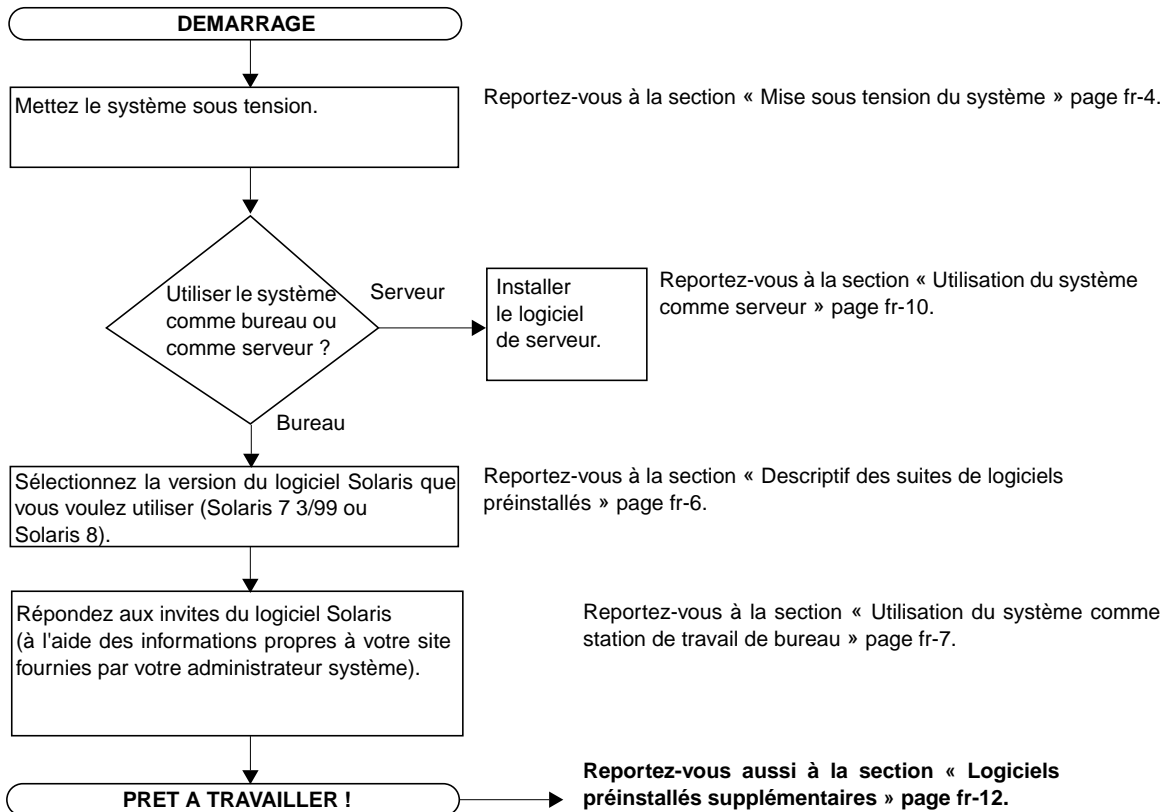 DEMARRAGE
Mettez le système sous tension.
Reportez-vous à la section « Mise sous tension du système » page fr-4.
Utiliser le système
comme bureau ou
comme serveur ?
Serveur
Installer
le logiciel
de serveur.
Reportez-vous à la section « Utilisation du système
comme serveur » page fr-10.
Bureau
Sélectionnez la version du logiciel Solaris que
vous voulez utiliser (Solaris 7 3/99 ou
Solaris 8).
Reportez-vous à la section « Descriptif des suites de logiciels
préinstallés » page fr-6.
Répondez aux invites du logiciel Solaris
(à l'aide des informations propres à votre site
fournies par votre administrateur système).
Reportez-vous à la section « Utilisation du système comme
station de travail de bureau » page fr-7.
PRET A TRAVAILLER !
Reportez-vous aussi à la section « Logiciels
préinstallés supplémentaires » page fr-12.